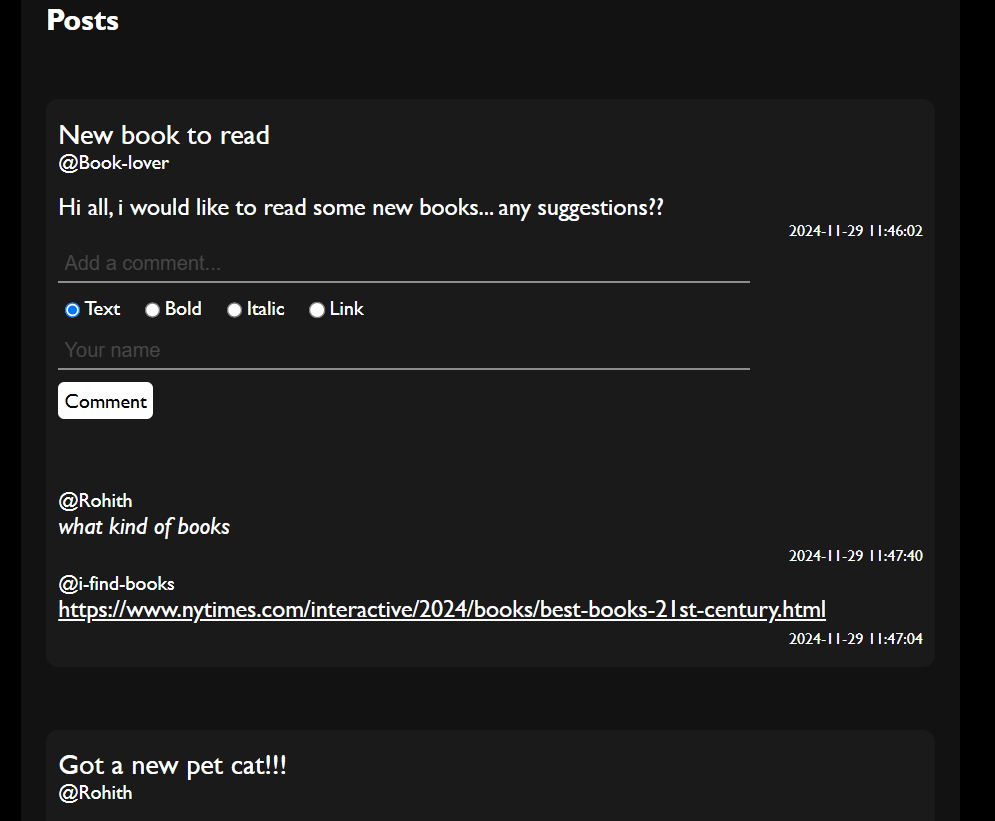 Posts
New book to read
@Book-lover
Hi all, i would like to read some new books... any suggestions??
2024-11-29 11:46:02
Add a comment...
Text Bold Italic Link
Your name
Comment
@Rohith
what kind of books
2024-11-29 11:47:40
@i-find-books
https://www.nytimes.com/interactive/2024/books/best-books-21st-century.html
2024-11-29 11:47:04
Got a new pet cat!!!
@Rohith